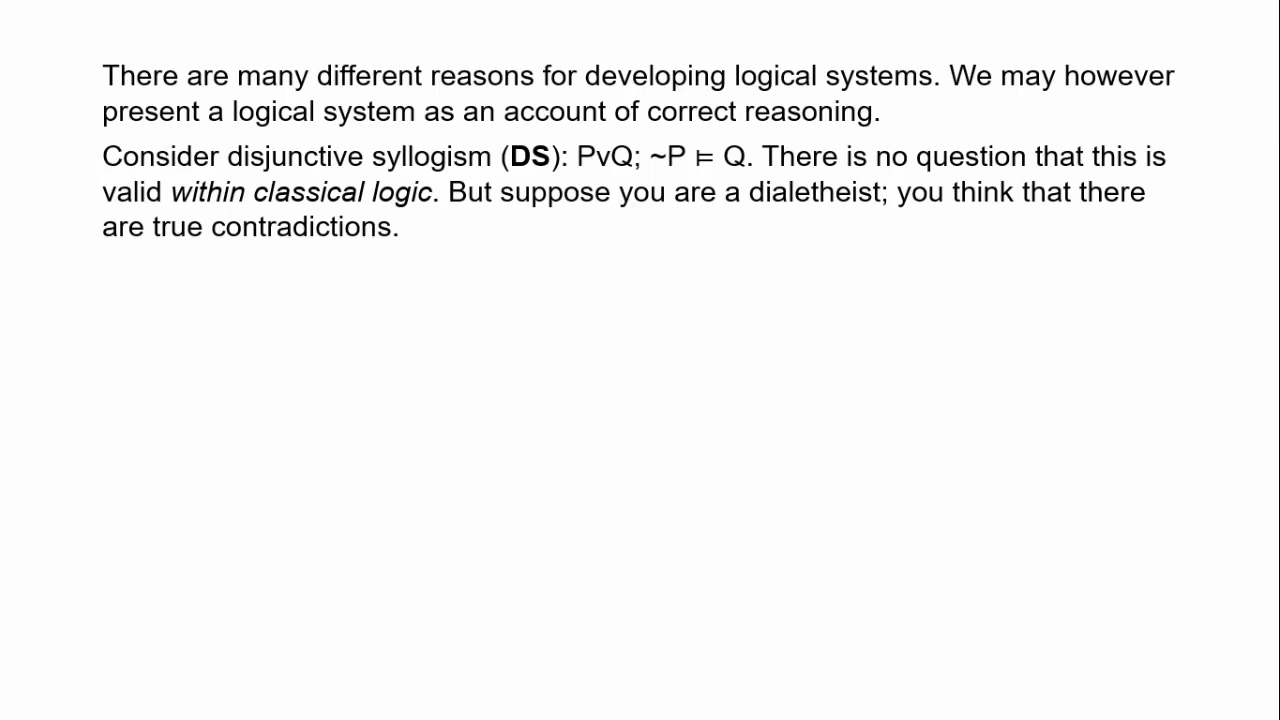 There are many different reasons for developing logical systems. We may however
present a logical system as an account of correct reasoning.
Consider disjunctive syllogism (DS): PvQ; ~P ⊨ Q. There is no question that this is
valid within classical logic. But suppose you are a dialetheist; you think that there
are true contradictions.